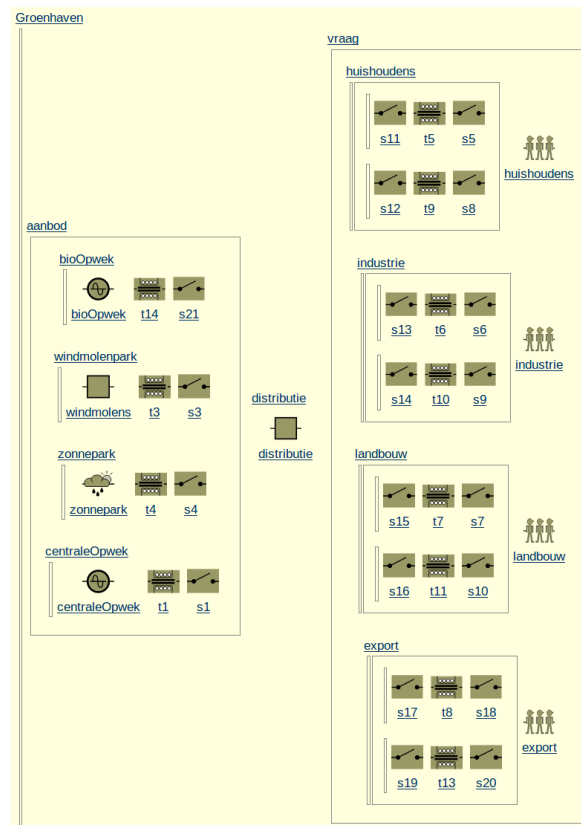 Groenhaven
vraag
huishoudens
s11 t5 s5
huishoudens
s12 t9 s8
aanbod
bioOpwek
bioOpwek t14 s21
industrie
s13 t6 s6
industrie
s14 t10 s9
windmolenpark
windmolens t3 s3
distributie
distributie
zonnepark
zonnepark t4 s4
landbouw
s15 t7 s7
landbouw
s16 t11 s10
centraleOpwek
centraleOpwek t1 s1
export
s17 t8 s18
export
s19 t13 s20